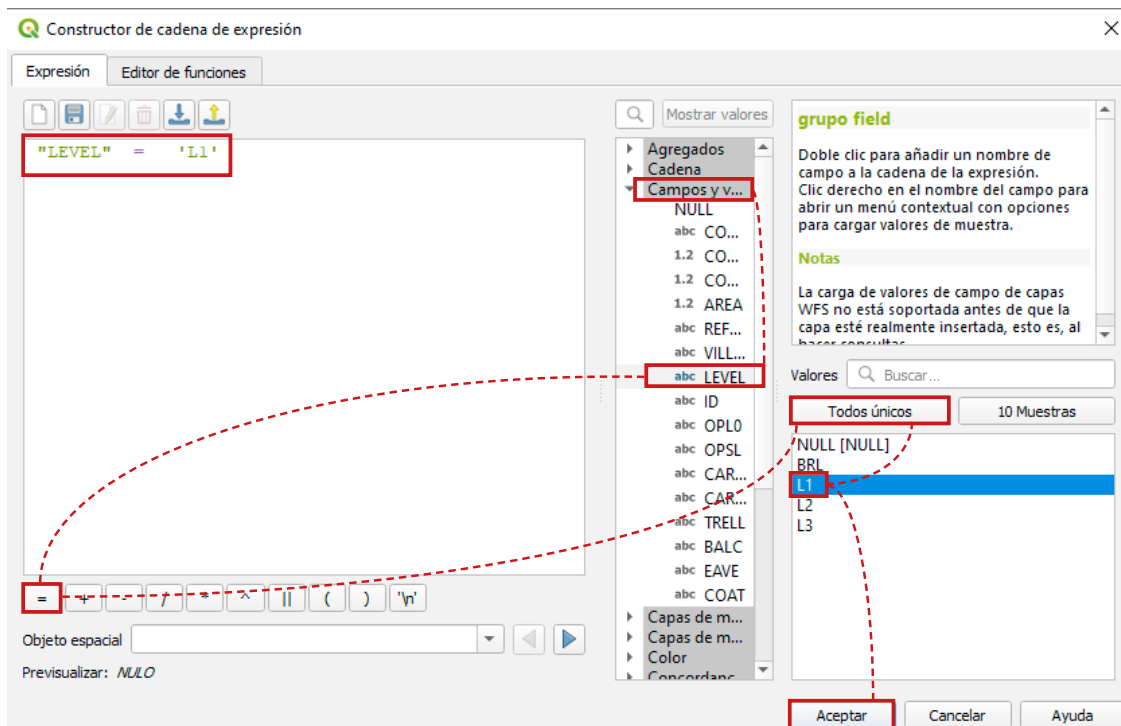 Constructor de cadena de expresión
Expresión
Editor de funciones
"LEVEL" = 'L1'
= + - / * ^ || ( ) '\n'
Objeto espacial
Previsualizar: NULO
Mostrar valores
Agregados
Cadena
Campos y v...
NULL
abc CO...
1.2 CO...
1.2 CO...
1.2 AREA
abc REF...
abc VILL...
abc LEVEL
abc ID
abc OPL0
abc OPSL
abc CAR...
abc CAR...
abc TRELL
abc BALC
abc EAVE
abc COAT
Capas de m...
Capas de m...
Color
Concordanc
grupo field
Doble clic para añadir un nombre de
campo a la cadena de la expresión.
Clic derecho en el nombre del campo para
abrir un menú contextual con opciones
para cargar valores de muestra.
Notas
La carga de valores de campo de capas
WFS no está soportada antes de que la
capa esté realmente insertada, esto es, al
hacer consultas.
Valores
Buscar...
Todos únicos
10 Muestras
NULL [NULL]
BRL
L1
L2
L3
Aceptar
Cancelar
Ayuda